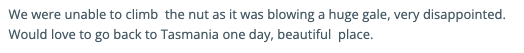 We were unable to climb  the nut as it was blowing a huge gale, very disappointed.
Would love to go back to Tasmania one day, beautiful  place.